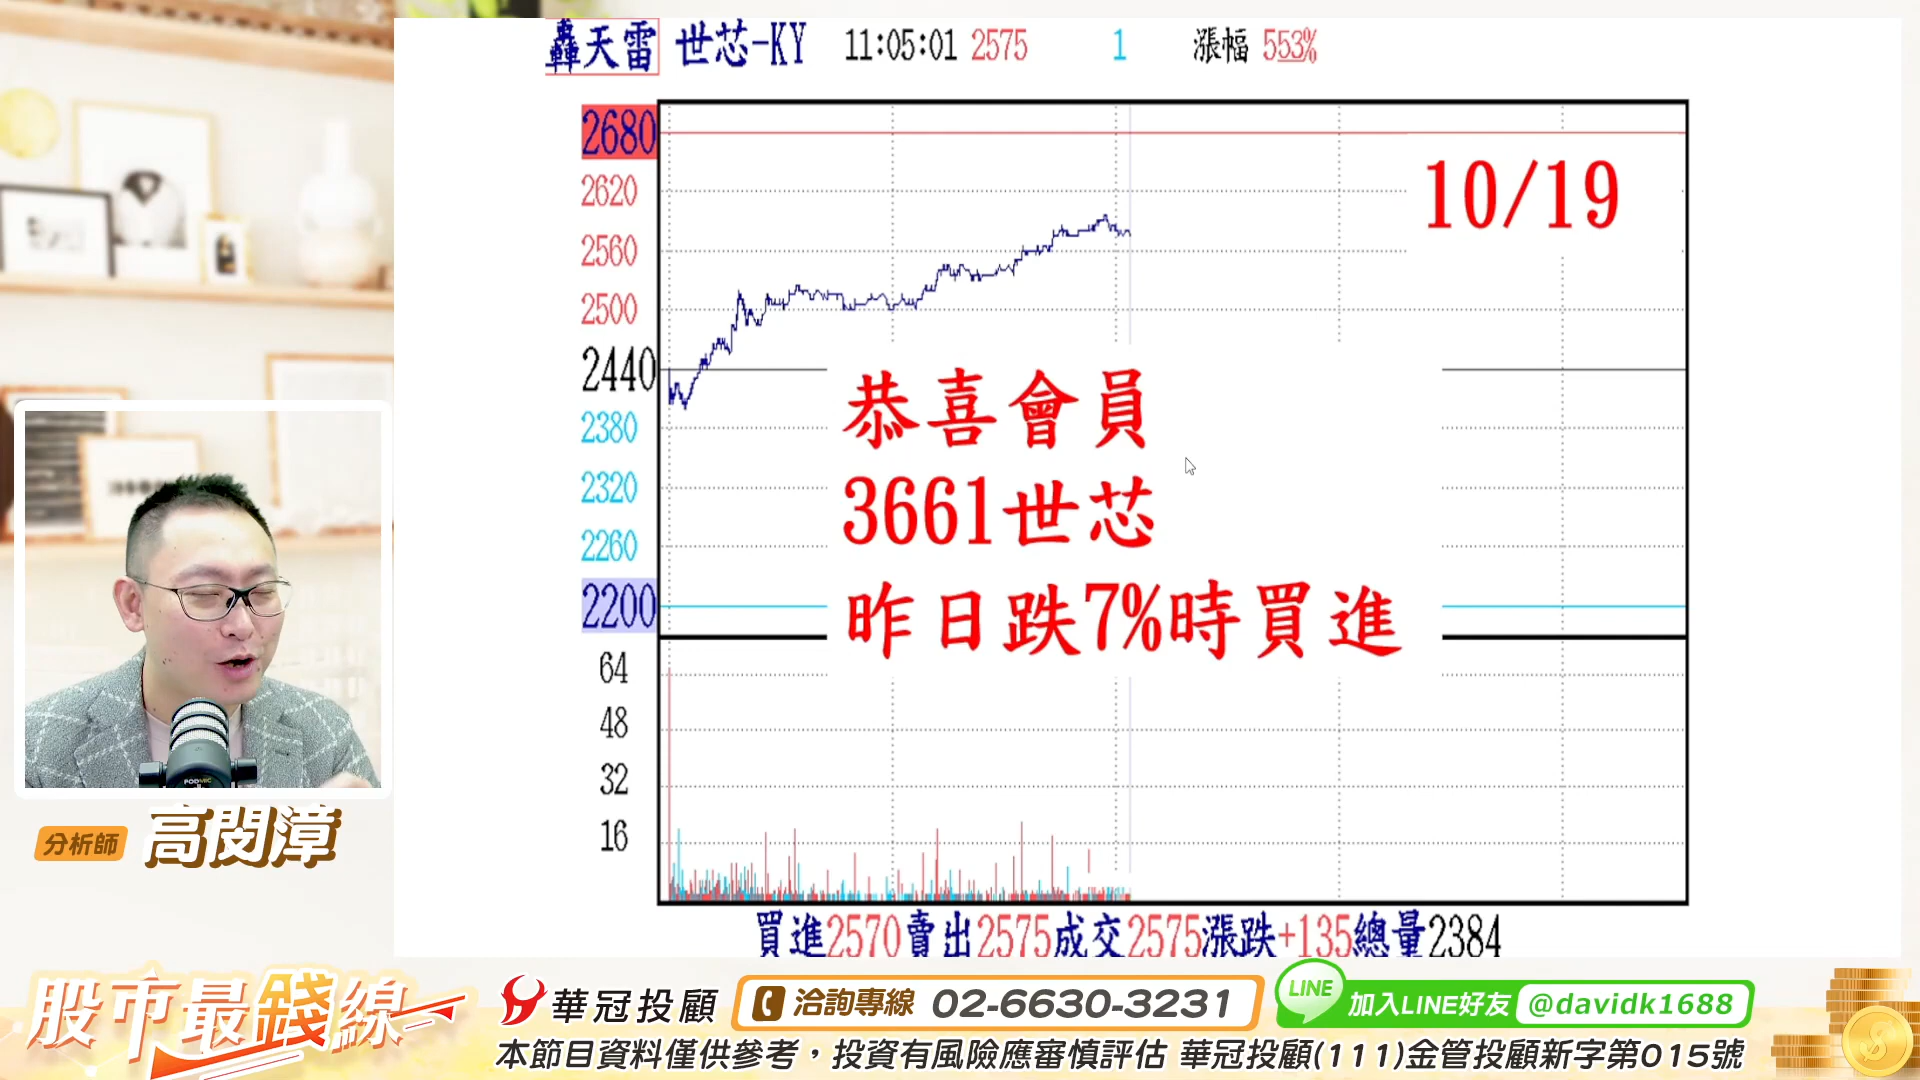 轟天雷 世芯-KY 11:05:01 2575 1 漲幅 553%
2680
2620
2560
2500
2440
2380
2320
2260
2200
64
48
32
16
10/19
恭喜會員
3661世芯
昨日跌7%時買進
買進2570賣出2575成交2575漲跌+135總量2384
PODMIC
分析師 高閔漳
股市最錢線
華冠投顧 洽詢專線 02-6630-3231 LINE 加入LINE好友 @davidk1688
本節目資料僅供參考，投資有風險應審慎評估 華冠投顧(111)金管投顧新字第015號